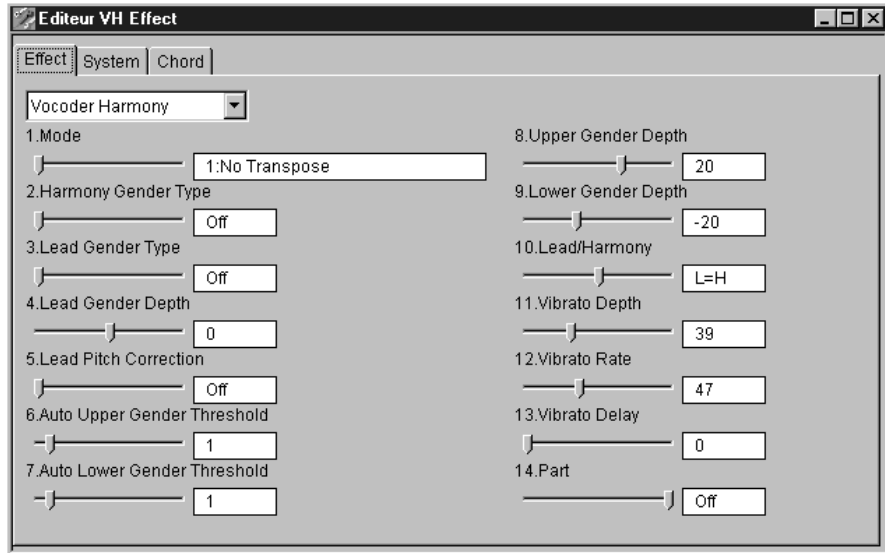 Editeur VH Effect
Effect System Chord
Vocoder Harmony
1.Mode
1:No Transpose
2.Harmony Gender Type
Off
3.Lead Gender Type
Off
4.Lead Gender Depth
0
5.Lead Pitch Correction
Off
6.Auto Upper Gender Threshold
1
7.Auto Lower Gender Threshold
1
8.Upper Gender Depth
20
9.Lower Gender Depth
-20
10.Lead/Harmony
L=H
11.Vibrato Depth
39
12.Vibrato Rate
47
13.Vibrato Delay
0
14.Part
Off